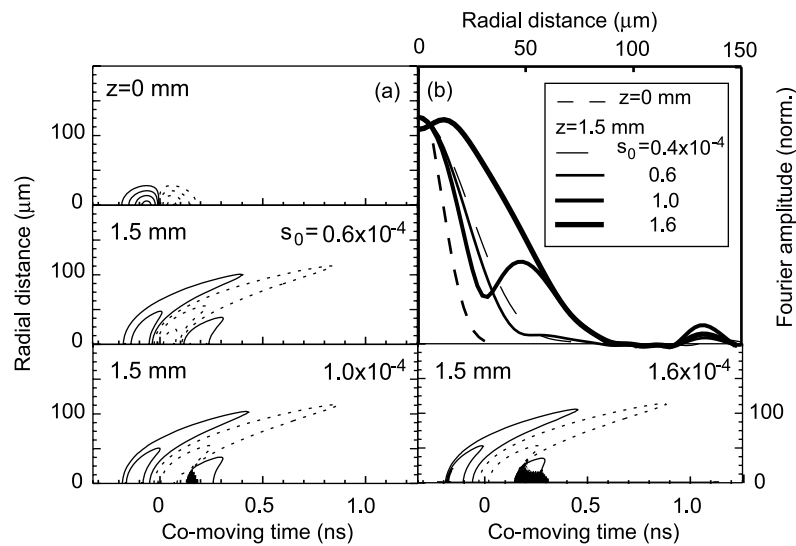 Radial distance (μm)
0 50 100 150
z=0 mm (a) (b)
z=0 mm
z=1.5 mm
s₀=0.4x10⁻⁴
0.6
1.0
1.6
100
0
1.5 mm s₀=0.6x10⁻⁴
100
0
1.5 mm 1.0x10⁻⁴
100
0
1.5 mm 1.6x10⁻⁴
100
0
0 0.5 1.0
0 0.5 1.0
Co-moving time (ns)
Co-moving time (ns)
Radial distance (μm)
Fourier amplitude (norm.)